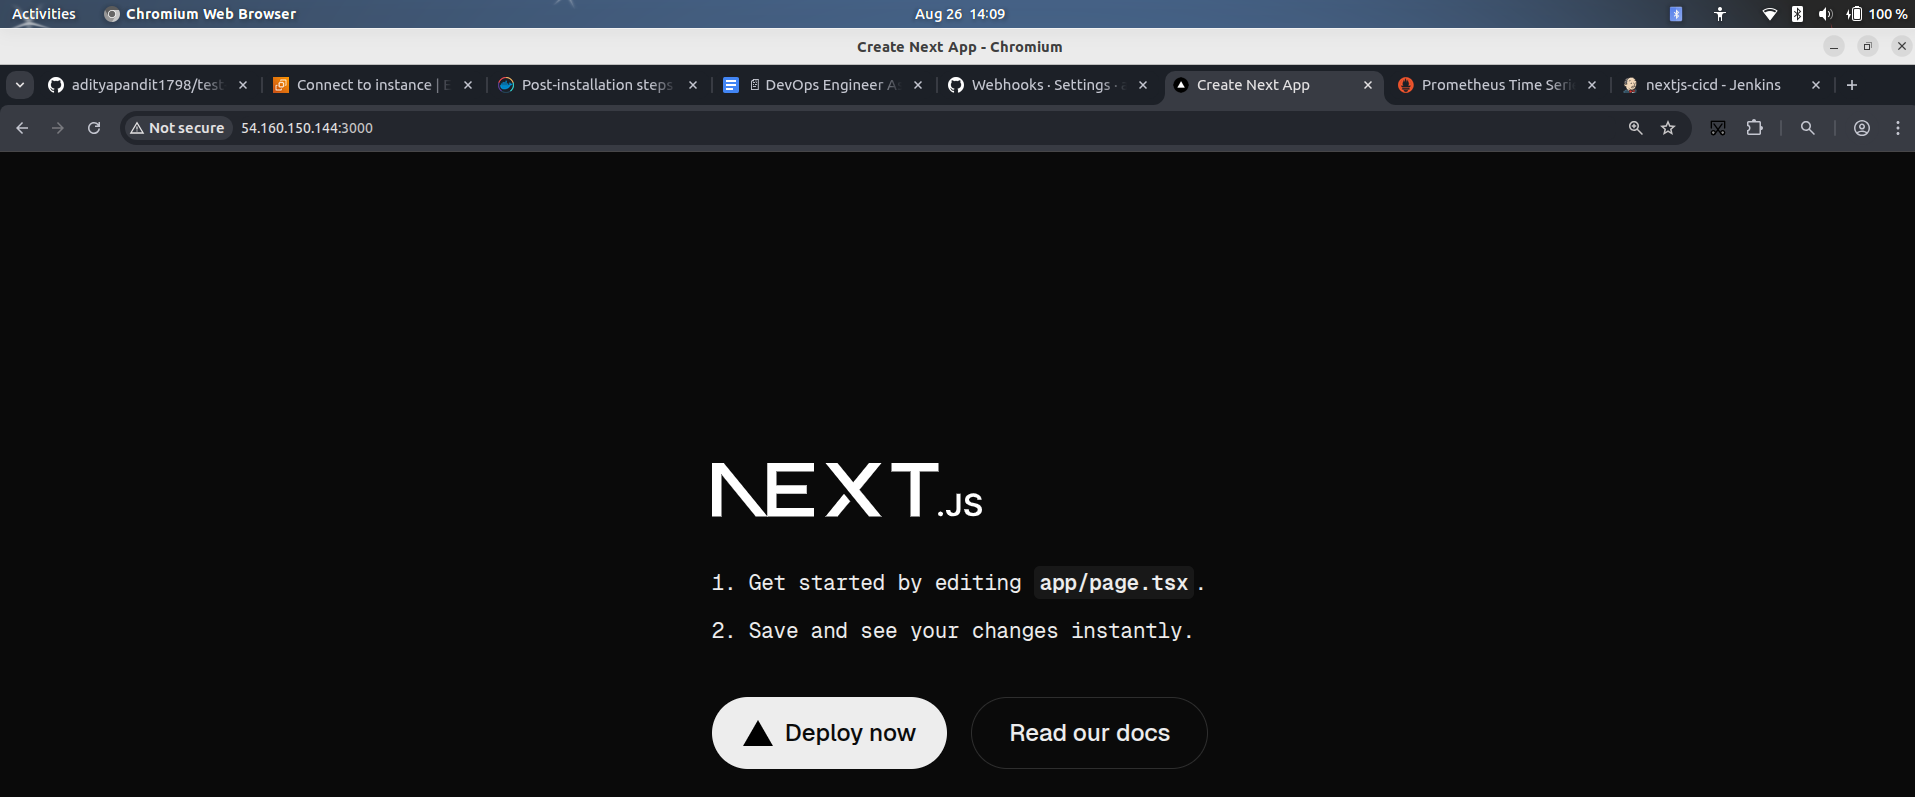 Activities Chromium Web Browser Aug 26 14:09 100 %
Create Next App - Chromium
adityapandit1798/test Connect to instance | E Post-installation steps DevOps Engineer As Webhooks · Settings · a Create Next App Prometheus Time Serie nextjs-cicd - Jenkins
Not secure 54.160.150.144:3000
NEXT.JS
1. Get started by editing app/page.tsx.
2. Save and see your changes instantly.
Deploy now Read our docs